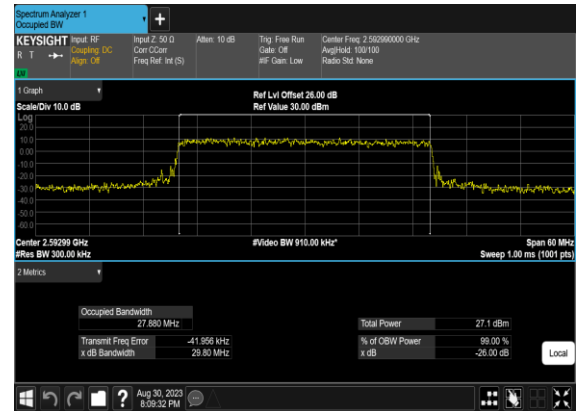 Spectrum Analyzer 1
Occupied BW
+
KEYSIGHT
R T
Input: RF
Coupling: DC
Align: Off
Input Z: 50 Ω
Corr CCorr
Freq Ref: Int (S)
Atten: 10 dB
Trig: Free Run
Gate: Off
#IF Gain: Low
Center Freq: 2.592990000 GHz
Avg|Hold: 100/100
Radio Std: None
1 Graph
Scale/Div 10.0 dB
Ref Lvl Offset 26.00 dB
Ref Value 30.00 dBm
Log
20.0
10.0
0.00
-10.0
-20.0
-30.0
-40.0
-50.0
-60.0
Center 2.59299 GHz
#Video BW 910.00 kHz*
Span 60 MHz
#Res BW 300.00 kHz
Sweep 1.00 ms (1001 pts)
2 Metrics
Occupied Bandwidth
27.880 MHz
Total Power 27.1 dBm
Transmit Freq Error -41.956 kHz
% of OBW Power 99.00 %
x dB Bandwidth 29.80 MHz
x dB -26.00 dB
Local
?
Aug 30, 2023
8:09:32 PM